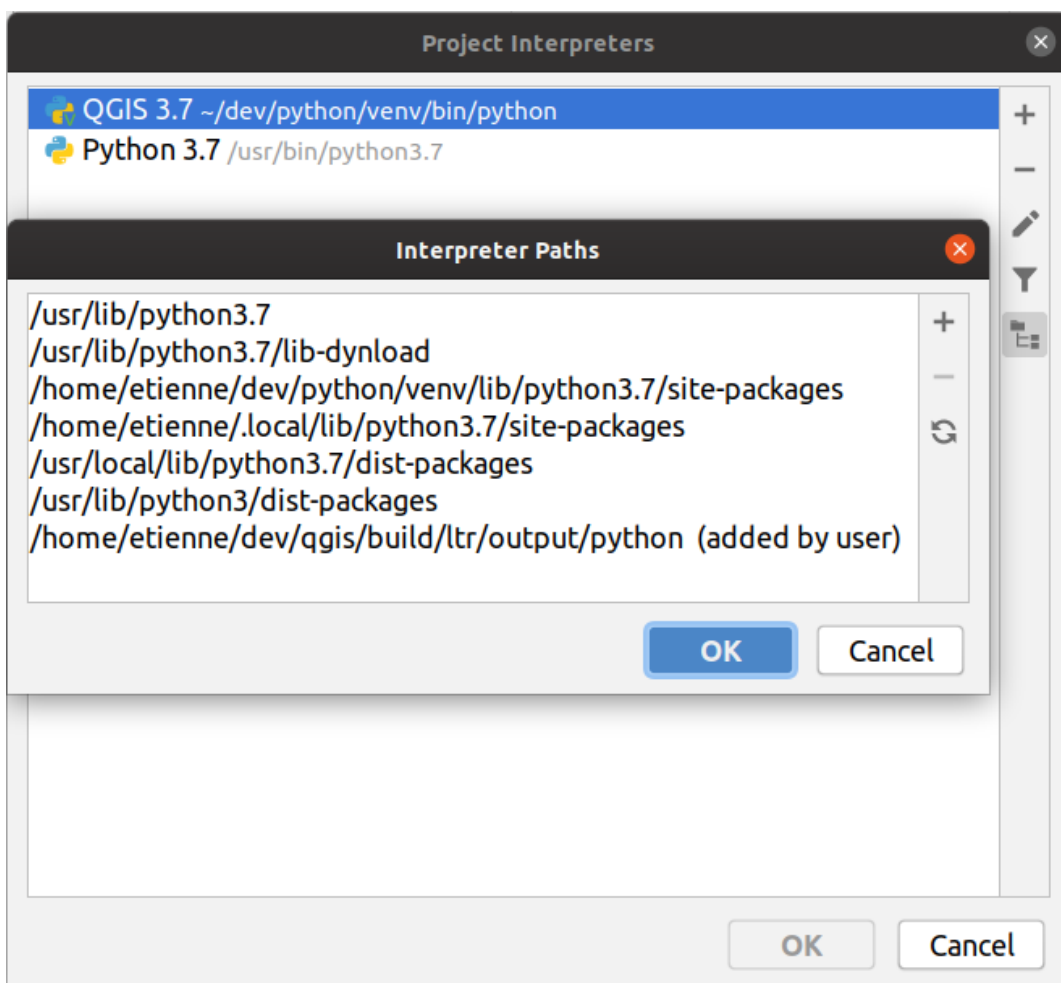 Project Interpreters
QGIS 3.7 ~/dev/python/venv/bin/python
Python 3.7 /usr/bin/python3.7
Interpreter Paths
/usr/lib/python3.7
/usr/lib/python3.7/lib-dynload
/home/etienne/dev/python/venv/lib/python3.7/site-packages
/home/etienne/.local/lib/python3.7/site-packages
/usr/local/lib/python3.7/dist-packages
/usr/lib/python3/dist-packages
/home/etienne/dev/qgis/build/ltr/output/python (added by user)
OK Cancel
OK Cancel